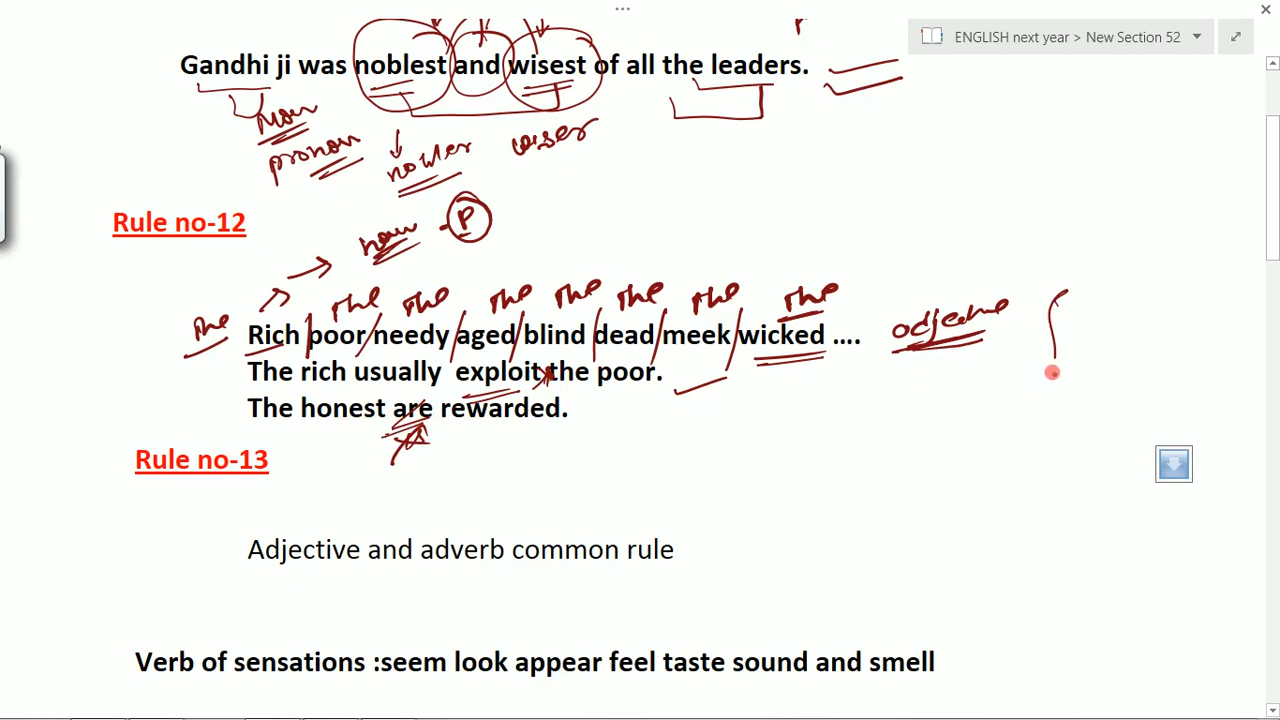 ENGLISH next year > New Section 52
Gandhi ji was noblest and wisest of all the leaders.
Noun
pronoun
nobler wiser
Rule no-12
noun - P
The The The The The The The The
Rich poor needy aged blind dead meek wicked .... adjective
The rich usually exploit the poor.
The honest are rewarded.
Rule no-13
Adjective and adverb common rule
Verb of sensations :seem look appear feel taste sound and smell